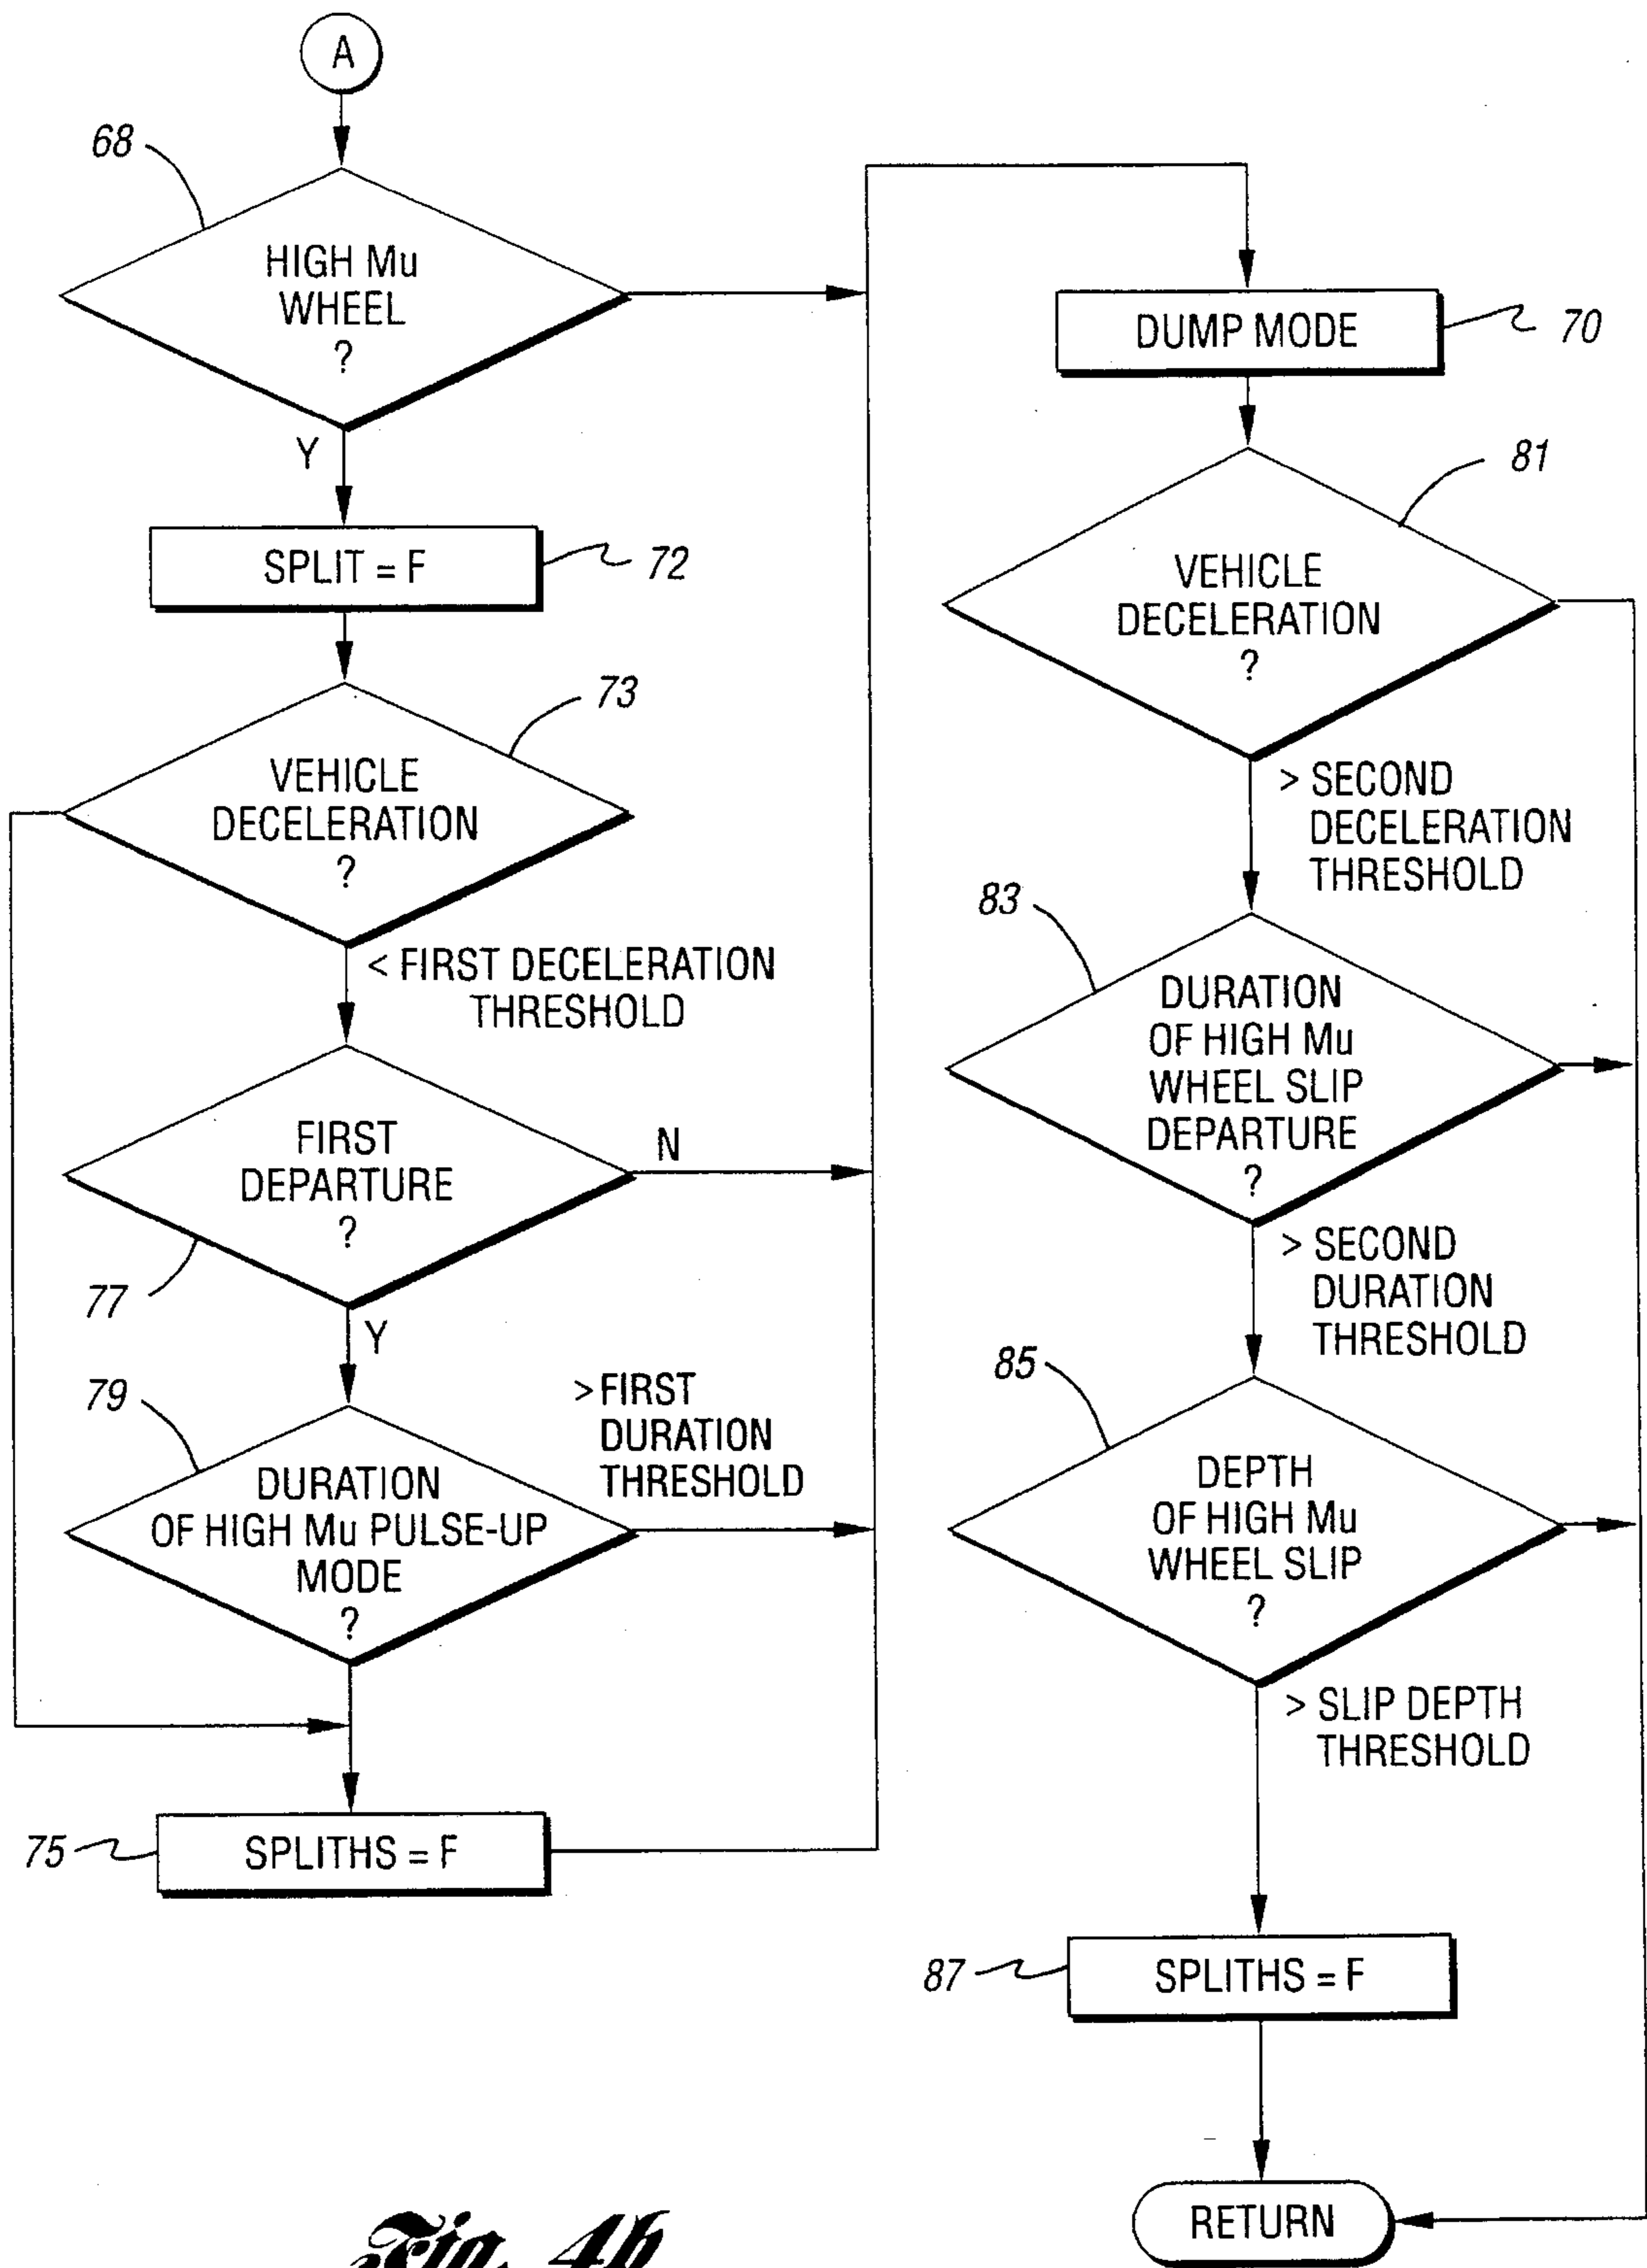 A
68
HIGH Mu
WHEEL
?
Y
SPLIT = F
72
73
VEHICLE
DECELERATION
?
< FIRST DECELERATION
THRESHOLD
FIRST
DEPARTURE
?
N
77
Y
79
> FIRST
DURATION
THRESHOLD
DURATION
OF HIGH Mu PULSE-UP
MODE
?
75
SPLITHS = F
DUMP MODE
70
81
VEHICLE
DECELERATION
?
> SECOND
DECELERATION
THRESHOLD
83
DURATION
OF HIGH Mu
WHEEL SLIP
DEPARTURE
?
> SECOND
DURATION
THRESHOLD
85
DEPTH
OF HIGH Mu
WHEEL SLIP
?
> SLIP DEPTH
THRESHOLD
87
SPLITHS = F
RETURN
Fig. 4b